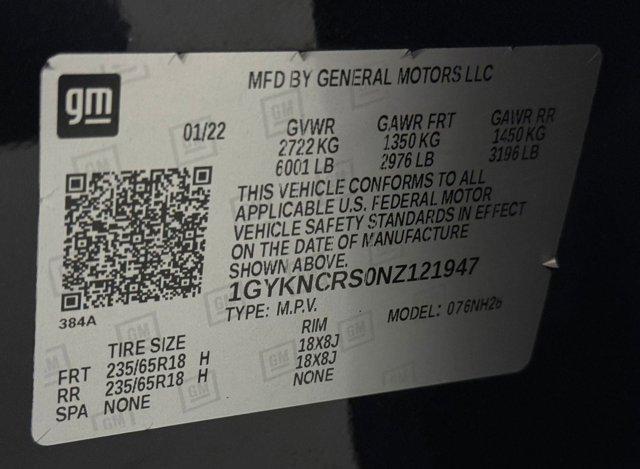 gm
MFD BY GENERAL MOTORS LLC
01/22 GVWR GAWR FRT GAWR RR
2722 KG 1350 KG 1450 KG
6001 LB 2976 LB 3196 LB
THIS VEHICLE CONFORMS TO ALL
APPLICABLE U.S. FEDERAL MOTOR
VEHICLE SAFETY STANDARDS IN EFFECT
ON THE DATE OF MANUFACTURE
SHOWN ABOVE.
1GYKNCRS0NZ121947
384A
TYPE: M.P.V. MODEL: 076NH26
TIRE SIZE RIM
FRT 235/65R18 H 18X8J
RR 235/65R18 H 18X8J
SPA NONE NONE